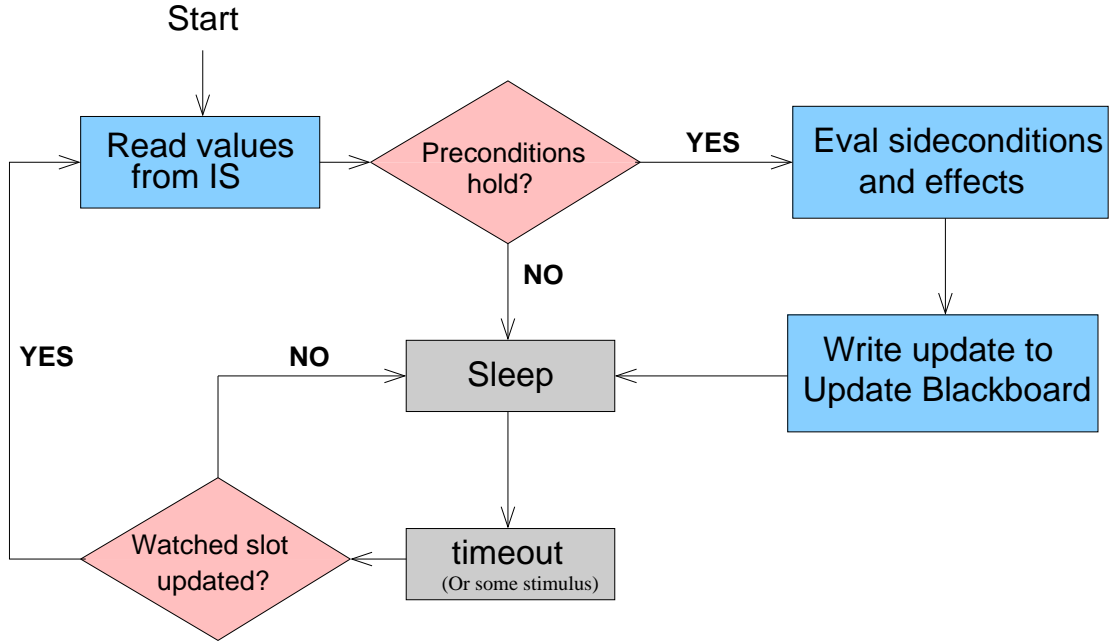 Start
Read values
from IS
Preconditions
hold?
YES
Eval sideconditions
and effects
NO
YES
NO
Sleep
Write update to
Update Blackboard
Watched slot
updated?
timeout
(Or some stimulus)